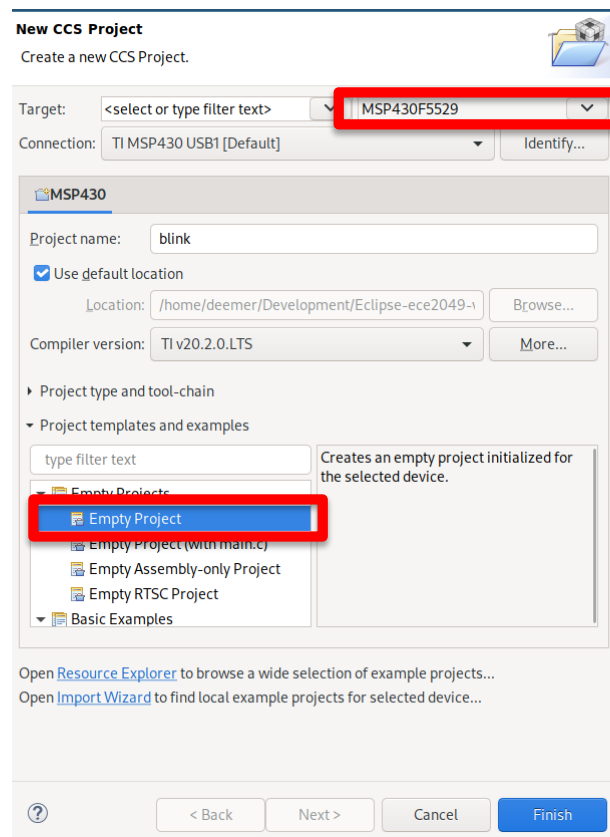 New CCS Project
Create a new CCS Project.
Target: <select or type filter text> MSP430F5529
Connection: TI MSP430 USB1 [Default] Identify...
MSP430
Project name: blink
Use default location
Location: /home/deemer/Development/Eclipse-ece2049- Browse...
Compiler version: TI v20.2.0.LTS More...
Project type and tool-chain
Project templates and examples
type filter text
Creates an empty project initialized for
the selected device.
Empty Projects
Empty Project
Empty Project (with main.c)
Empty Assembly-only Project
Empty RTSC Project
Basic Examples
Open Resource Explorer to browse a wide selection of example projects...
Open Import Wizard to find local example projects for selected device...
? < Back Next > Cancel Finish